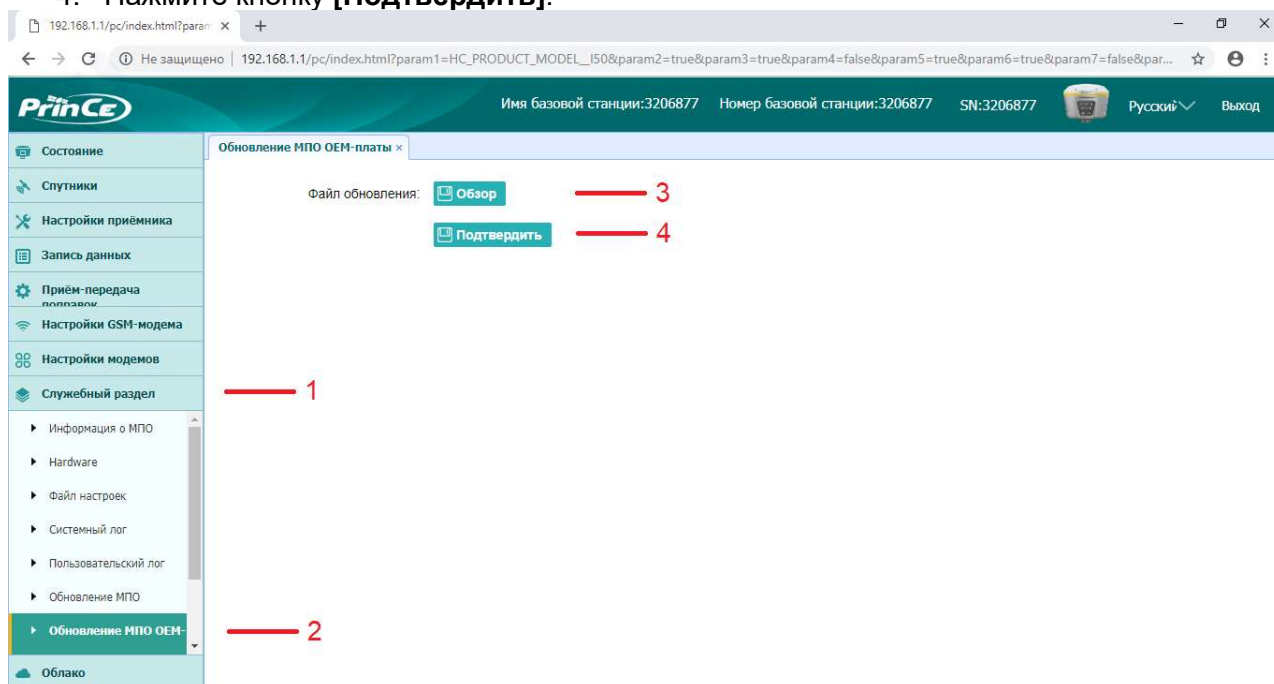 4. Нажмите кнопку [Подтвердить].
192.168.1.1/pc/index.html?param
Не защищено | 192.168.1.1/pc/index.html?param1=HC_PRODUCT_MODEL__I50&param2=true&param3=true&param4=false&param5=true&param6=true&param7=false&par...
PrinCe
Имя базовой станции:3206877 Номер базовой станции:3206877 SN:3206877 Русский Выход
Состояние
Обновление МПО OEM-платы ×
Спутники
Файл обновления: Обзор 3
Настройки приёмника
Подтвердить 4
Запись данных
Приём-передача
поправок
Настройки GSM-модема
Настройки модемов
Служебный раздел 1
Информация о МПО
Hardware
Файл настроек
Системный лог
Пользовательский лог
Обновление МПО
Обновление МПО OEM- 2
Облако